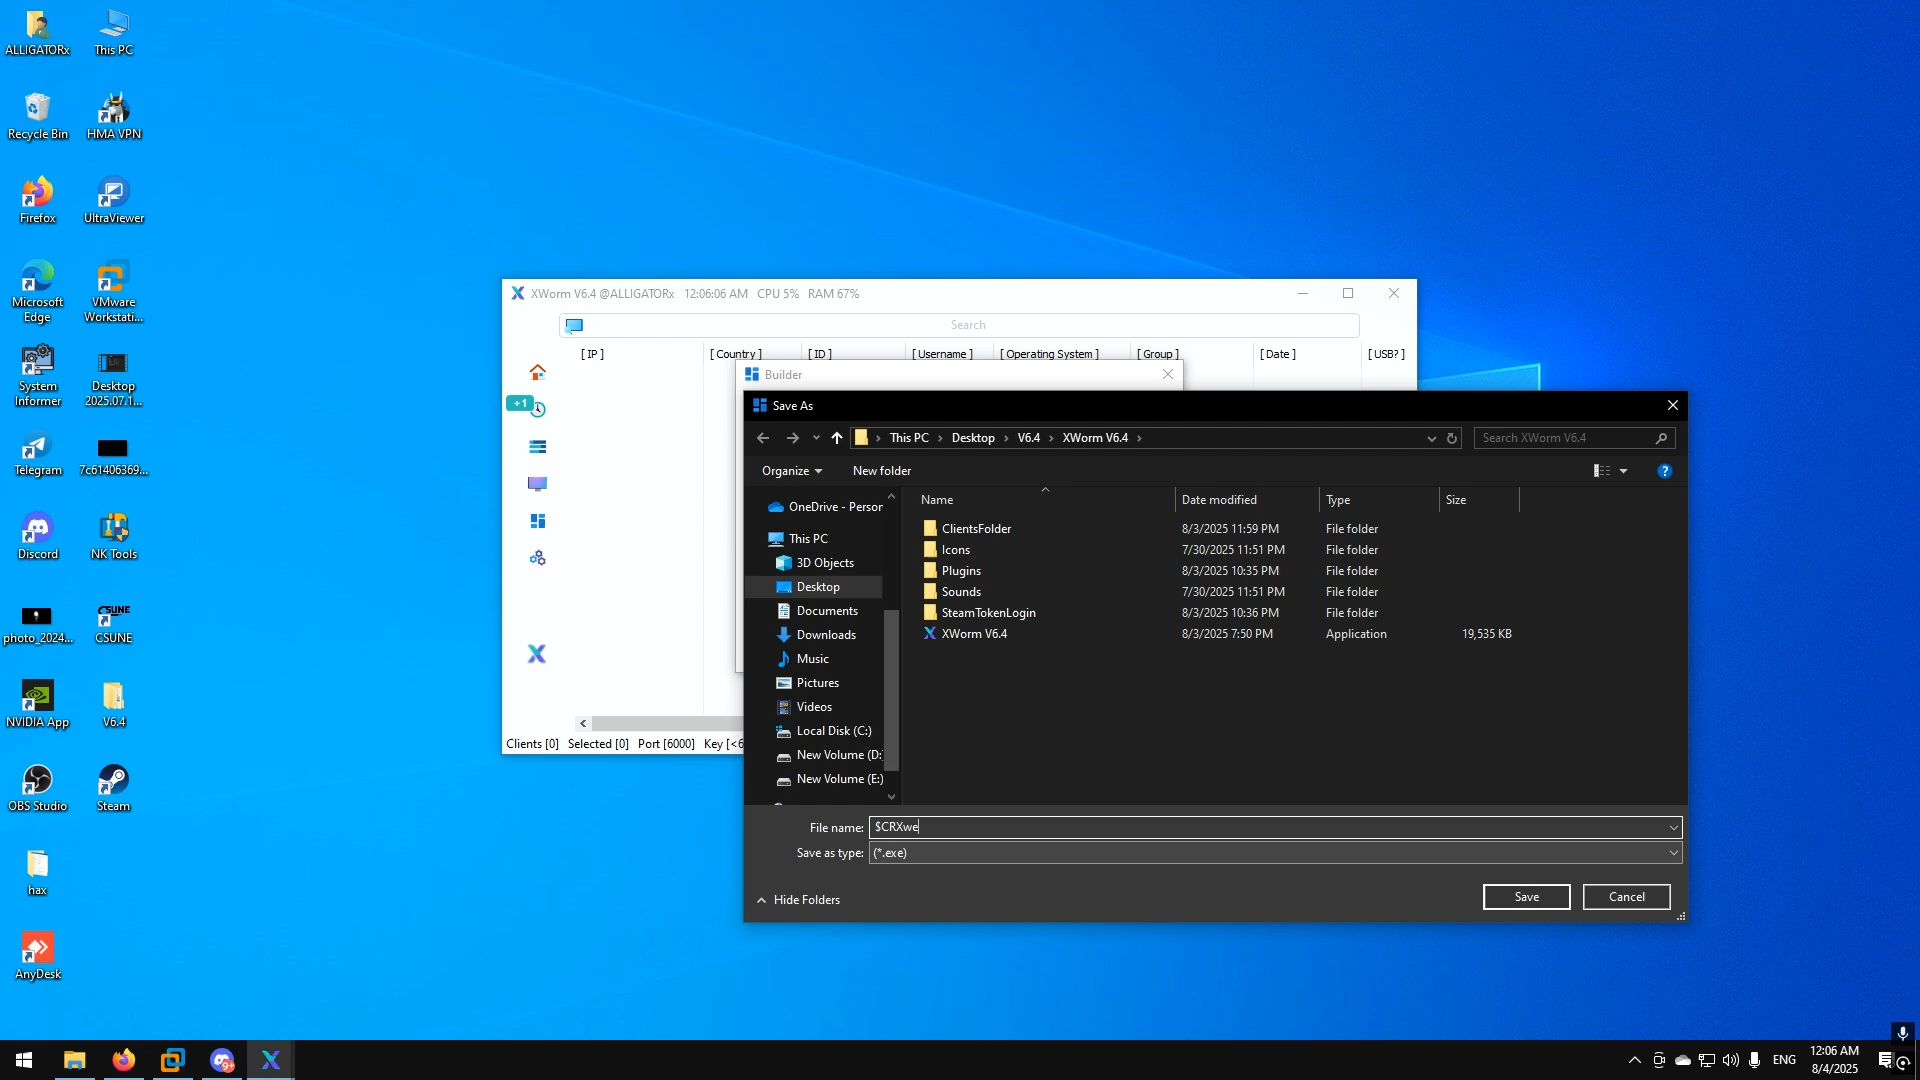 ALLIGATORx
This PC
Recycle Bin
HMA VPN
Firefox
UltraViewer
Microsoft
Edge
VMware
Workstati...
System
Informer
Desktop
2025.07.1...
Telegram
7c61406369...
Discord
NK Tools
photo_2024...
CSUNE
CSUNE
NVIDIA App
V6.4
OBS Studio
Steam
hax
AnyDesk
XWorm V6.4 @ALLIGATORx 12:06:06 AM CPU 5% RAM 67%
Search
[ IP ] [ Country ] [ ID ] [ Username ] [ Operating System ] [ Group ] [ Date ] [ USB? ]
+1
Clients [0] Selected [0] Port [6000] Key [<6
Builder
Save As
This PC › Desktop › V6.4 › XWorm V6.4 ›
Search XWorm V6.4
Organize New folder
OneDrive - Person
This PC
3D Objects
Desktop
Documents
Downloads
Music
Pictures
Videos
Local Disk (C:)
New Volume (D:
New Volume (E:)
Name Date modified Type Size
ClientsFolder 8/3/2025 11:59 PM File folder
Icons 7/30/2025 11:51 PM File folder
Plugins 8/3/2025 10:35 PM File folder
Sounds 7/30/2025 11:51 PM File folder
SteamTokenLogin 8/3/2025 10:36 PM File folder
XWorm V6.4 8/3/2025 7:50 PM Application 19,535 KB
File name: $CRXwe
Save as type: (*.exe)
Hide Folders
Save
Cancel
9+
ENG
12:06 AM
8/4/2025